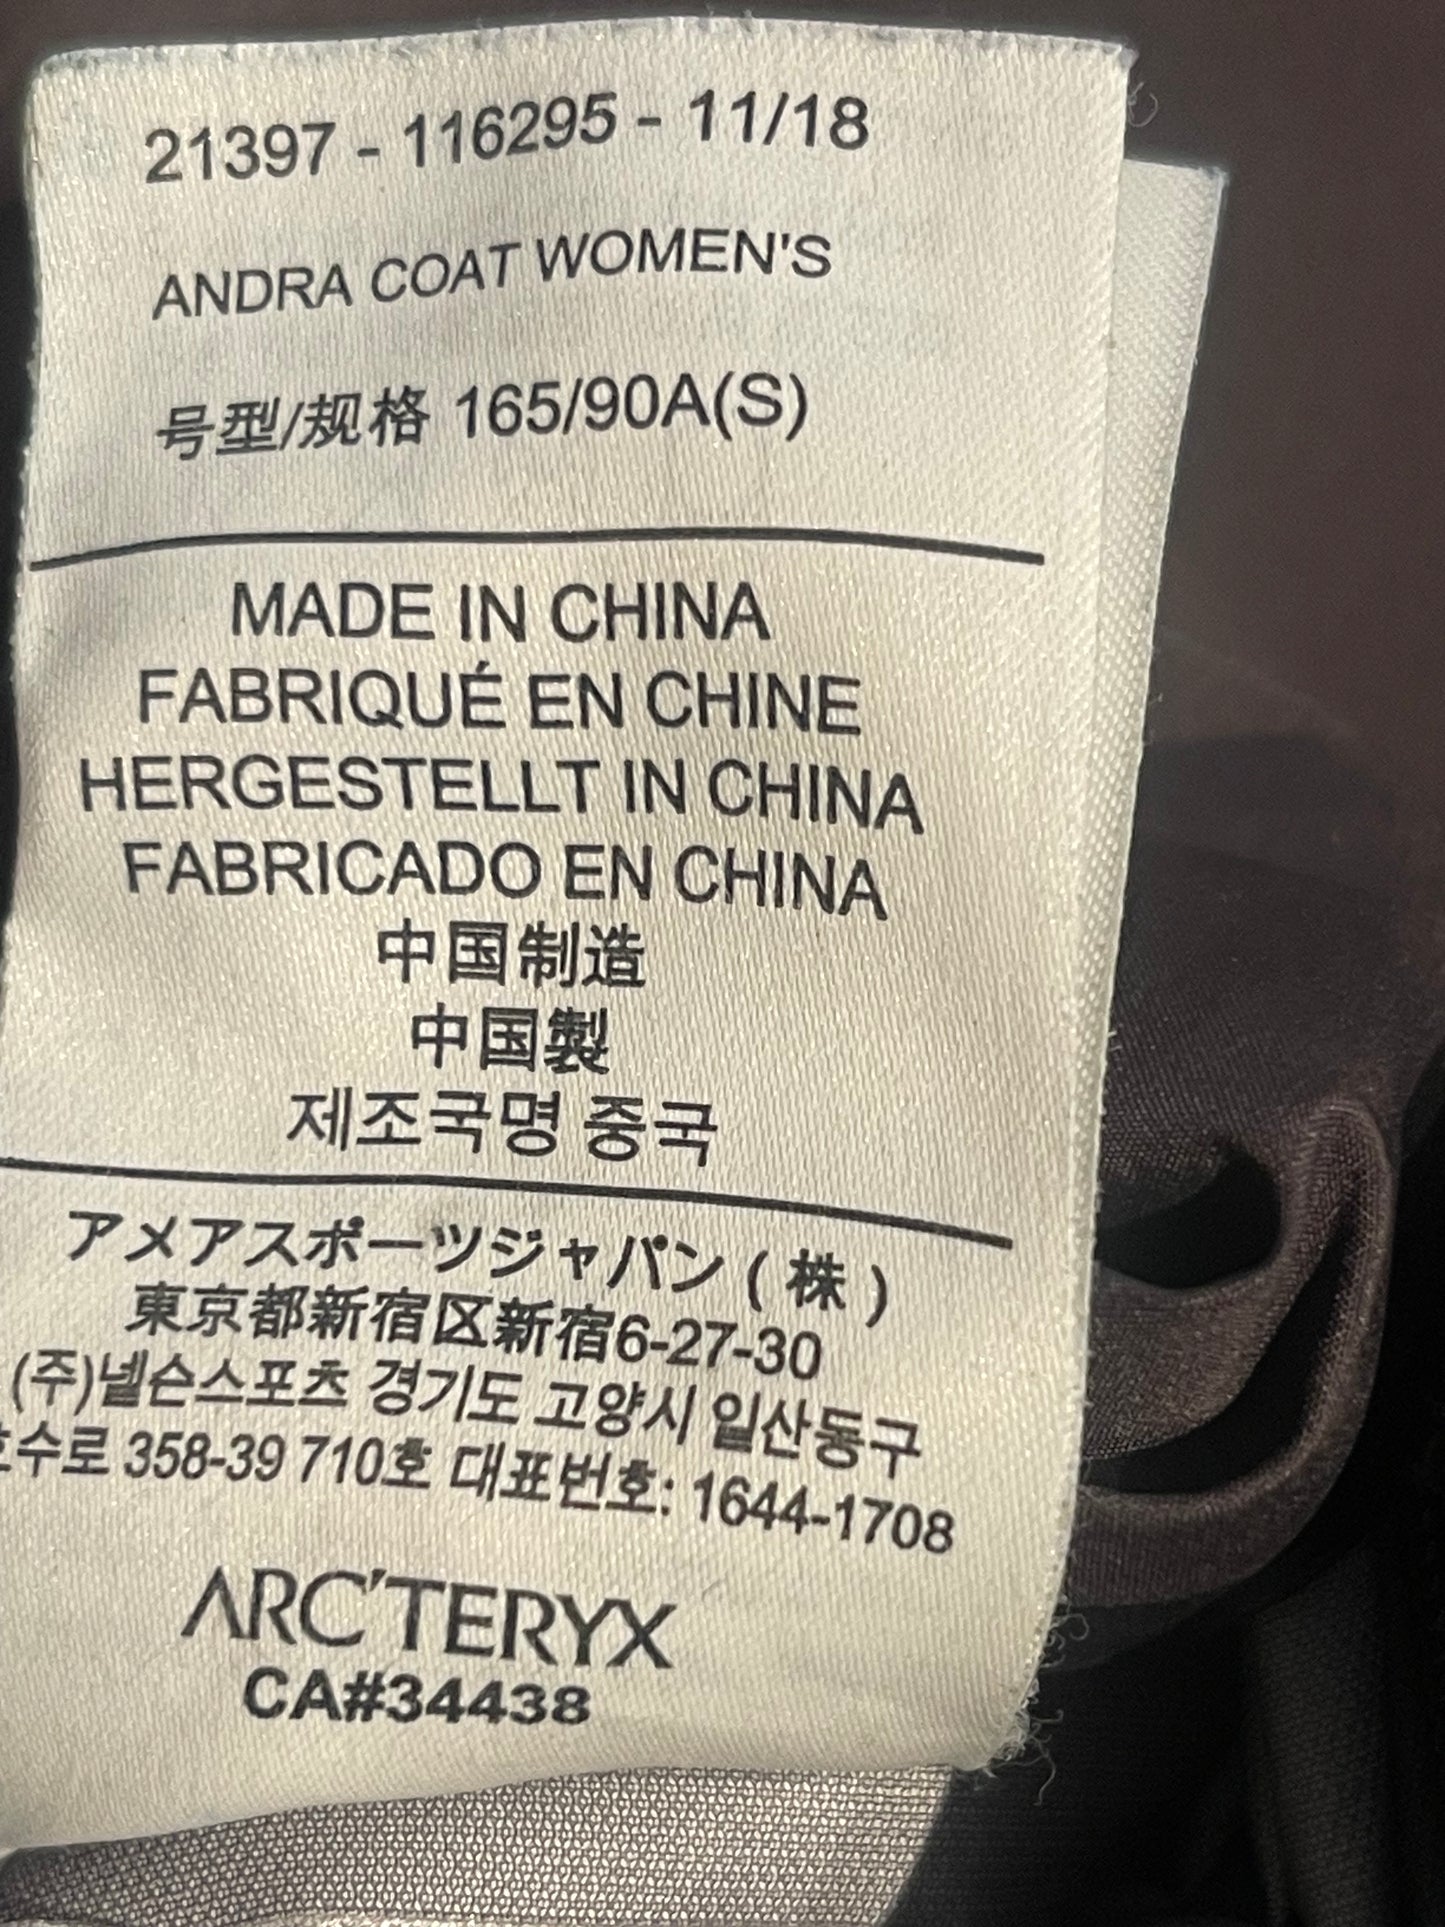 21397 - 116295 - 11/18
ANDRA COAT WOMEN'S
号型/规格 165/90A(S)
MADE IN CHINA
FABRIQUÉ EN CHINE
HERGESTELLT IN CHINA
FABRICADO EN CHINA
中国制造
中国製
제조국명 중국
アメアスポーツジャパン ( 株 )
東京都新宿区新宿6-27-30
(주)넬슨스포츠 경기도 고양시 일산동구
호수로 358-39 710호 대표번호: 1644-1708
ARC'TERYX
CA#34438